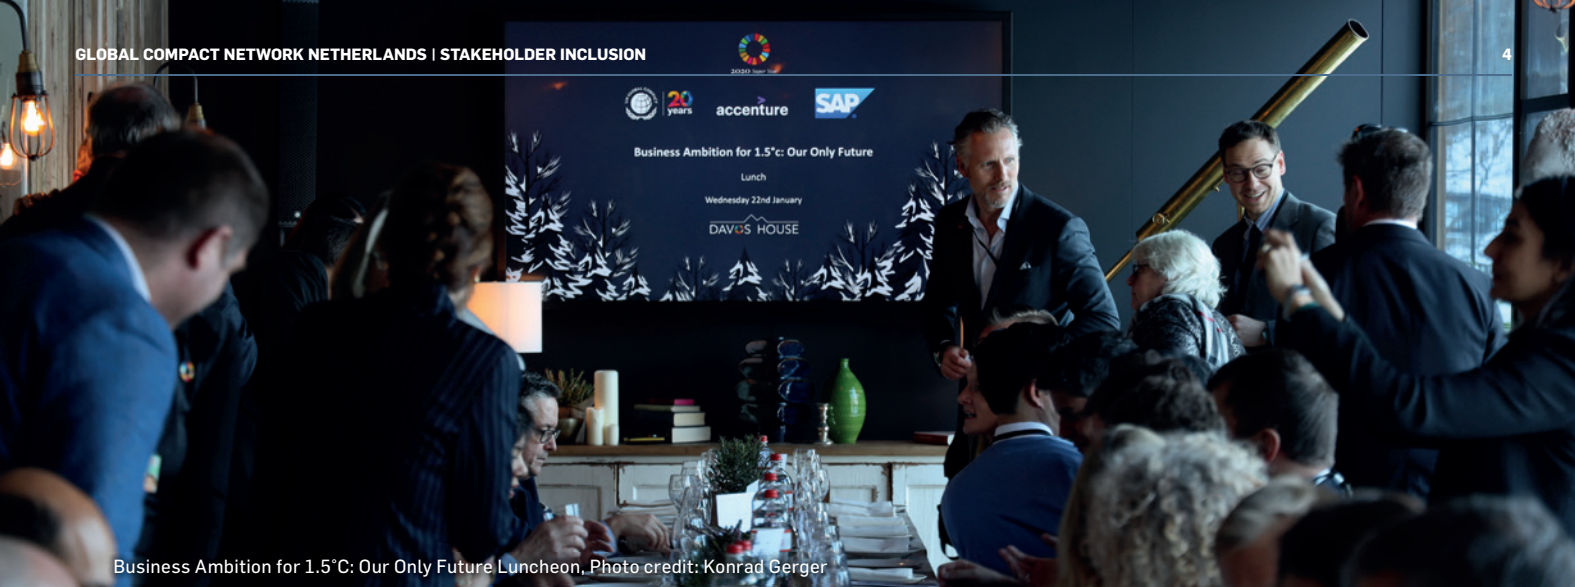 GLOBAL COMPACT NETWORK NETHERLANDS | STAKEHOLDER INCLUSION
4
20 years
accenture
SAP
Business Ambition for 1.5°c: Our Only Future
Lunch
Wednesday 22nd January
DAVOS HOUSE
Business Ambition for 1.5°C: Our Only Future Luncheon, Photo credit: Konrad Gerger